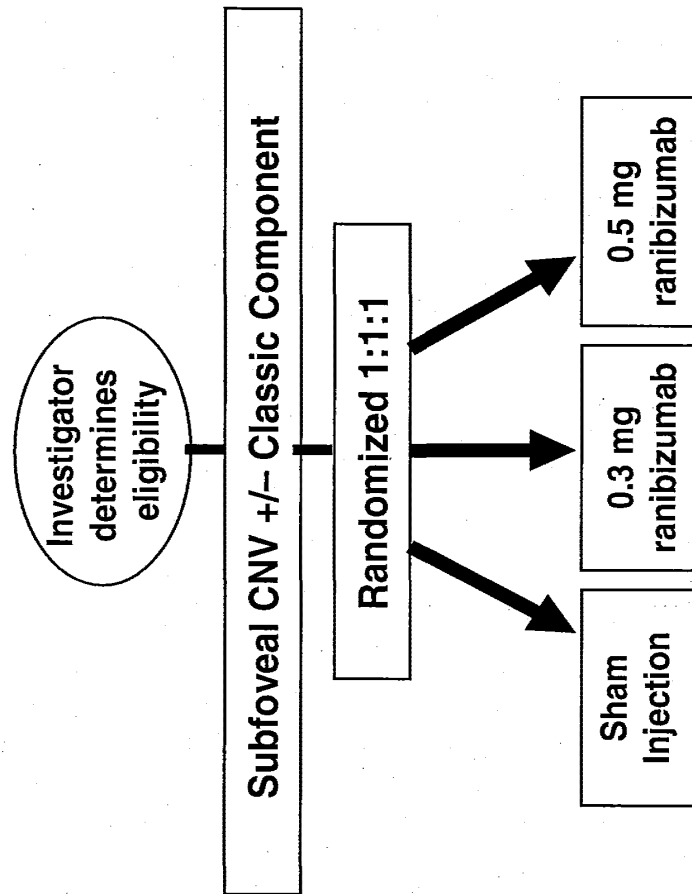 Investigator
determines
eligibility
Subfoveal CNV +/– Classic Component
Randomized 1:1:1
Sham
Injection
0.3 mg
ranibizumab
0.5 mg
ranibizumab